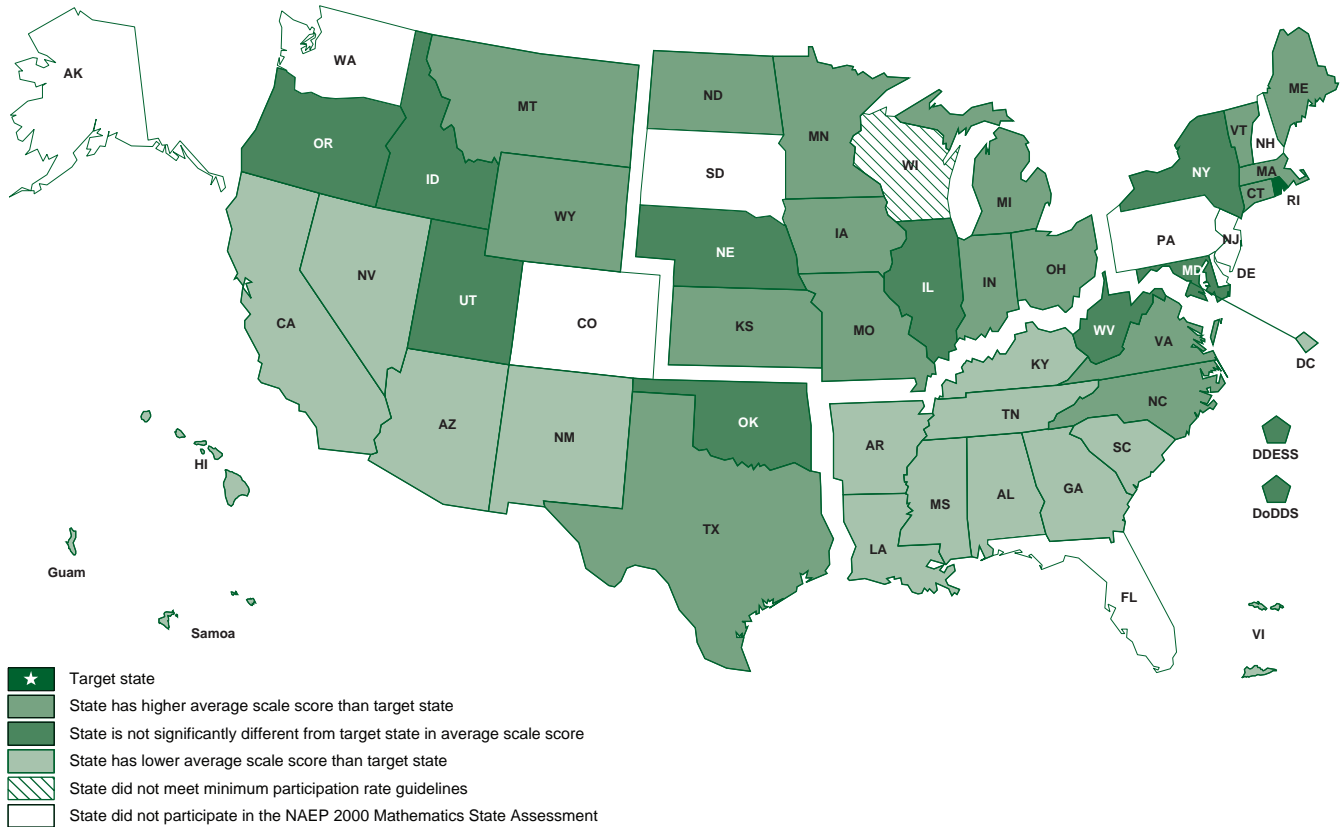 AK
WA
MT
ND
MN
ME
VT
NH
OR
ID
SD
WI
NY
MA
CT
RI
WY
MI
IA
PA
NJ
NE
OH
DE
NV
UT
IL
IN
MD
CA
CO
KS
MO
WV
VA
KY
DC
AZ
NM
OK
TN
NC
HI
AR
SC
DDESS
MS
AL
GA
DoDDS
TX
LA
Guam
FL
Samoa
VI
Target state
State has higher average scale score than target state
State is not significantly different from target state in average scale score
State has lower average scale score than target state
State did not meet minimum participation rate guidelines
State did not participate in the NAEP 2000 Mathematics State Assessment